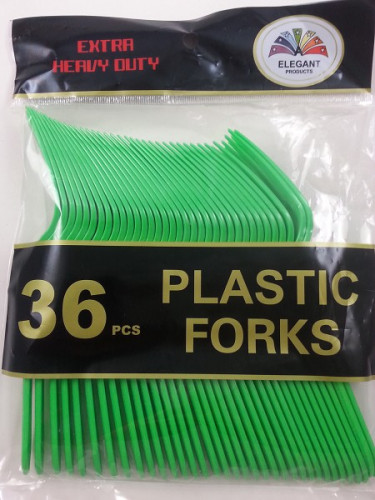 EXTRA
HEAVY DUTY
ELEGANT
PRODUCTS
36 PCS
PLASTIC
FORKS